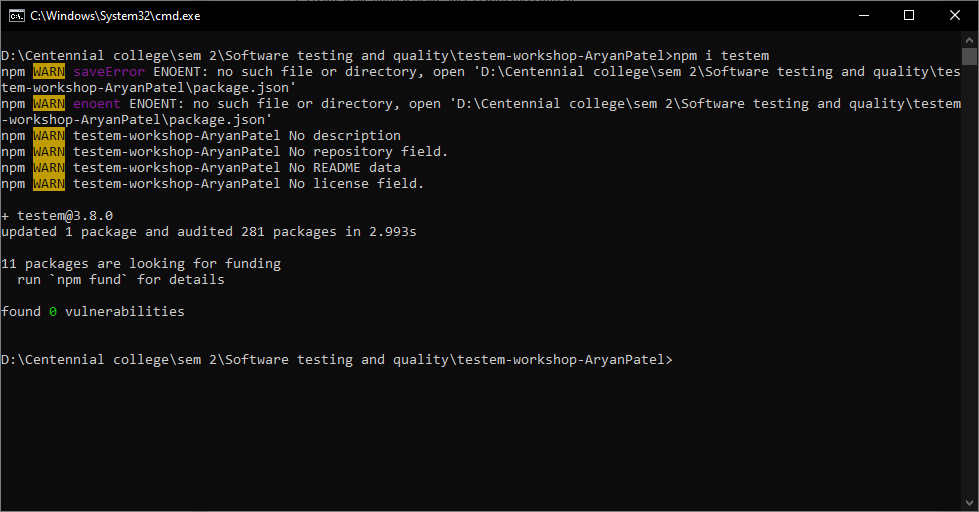 C:\Windows\System32\cmd.exe
D:\Centennial college\sem 2\Software testing and quality\testem-workshop-AryanPatel>npm i testem
npm WARN saveError ENOENT: no such file or directory, open 'D:\Centennial college\sem 2\Software testing and quality\tes
tem-workshop-AryanPatel\package.json'
npm WARN enoent ENOENT: no such file or directory, open 'D:\Centennial college\sem 2\Software testing and quality\testem
-workshop-AryanPatel\package.json'
npm WARN testem-workshop-AryanPatel No description
npm WARN testem-workshop-AryanPatel No repository field.
npm WARN testem-workshop-AryanPatel No README data
npm WARN testem-workshop-AryanPatel No license field.
+ testem@3.8.0
updated 1 package and audited 281 packages in 2.993s
11 packages are looking for funding
  run `npm fund` for details
found 0 vulnerabilities
D:\Centennial college\sem 2\Software testing and quality\testem-workshop-AryanPatel>